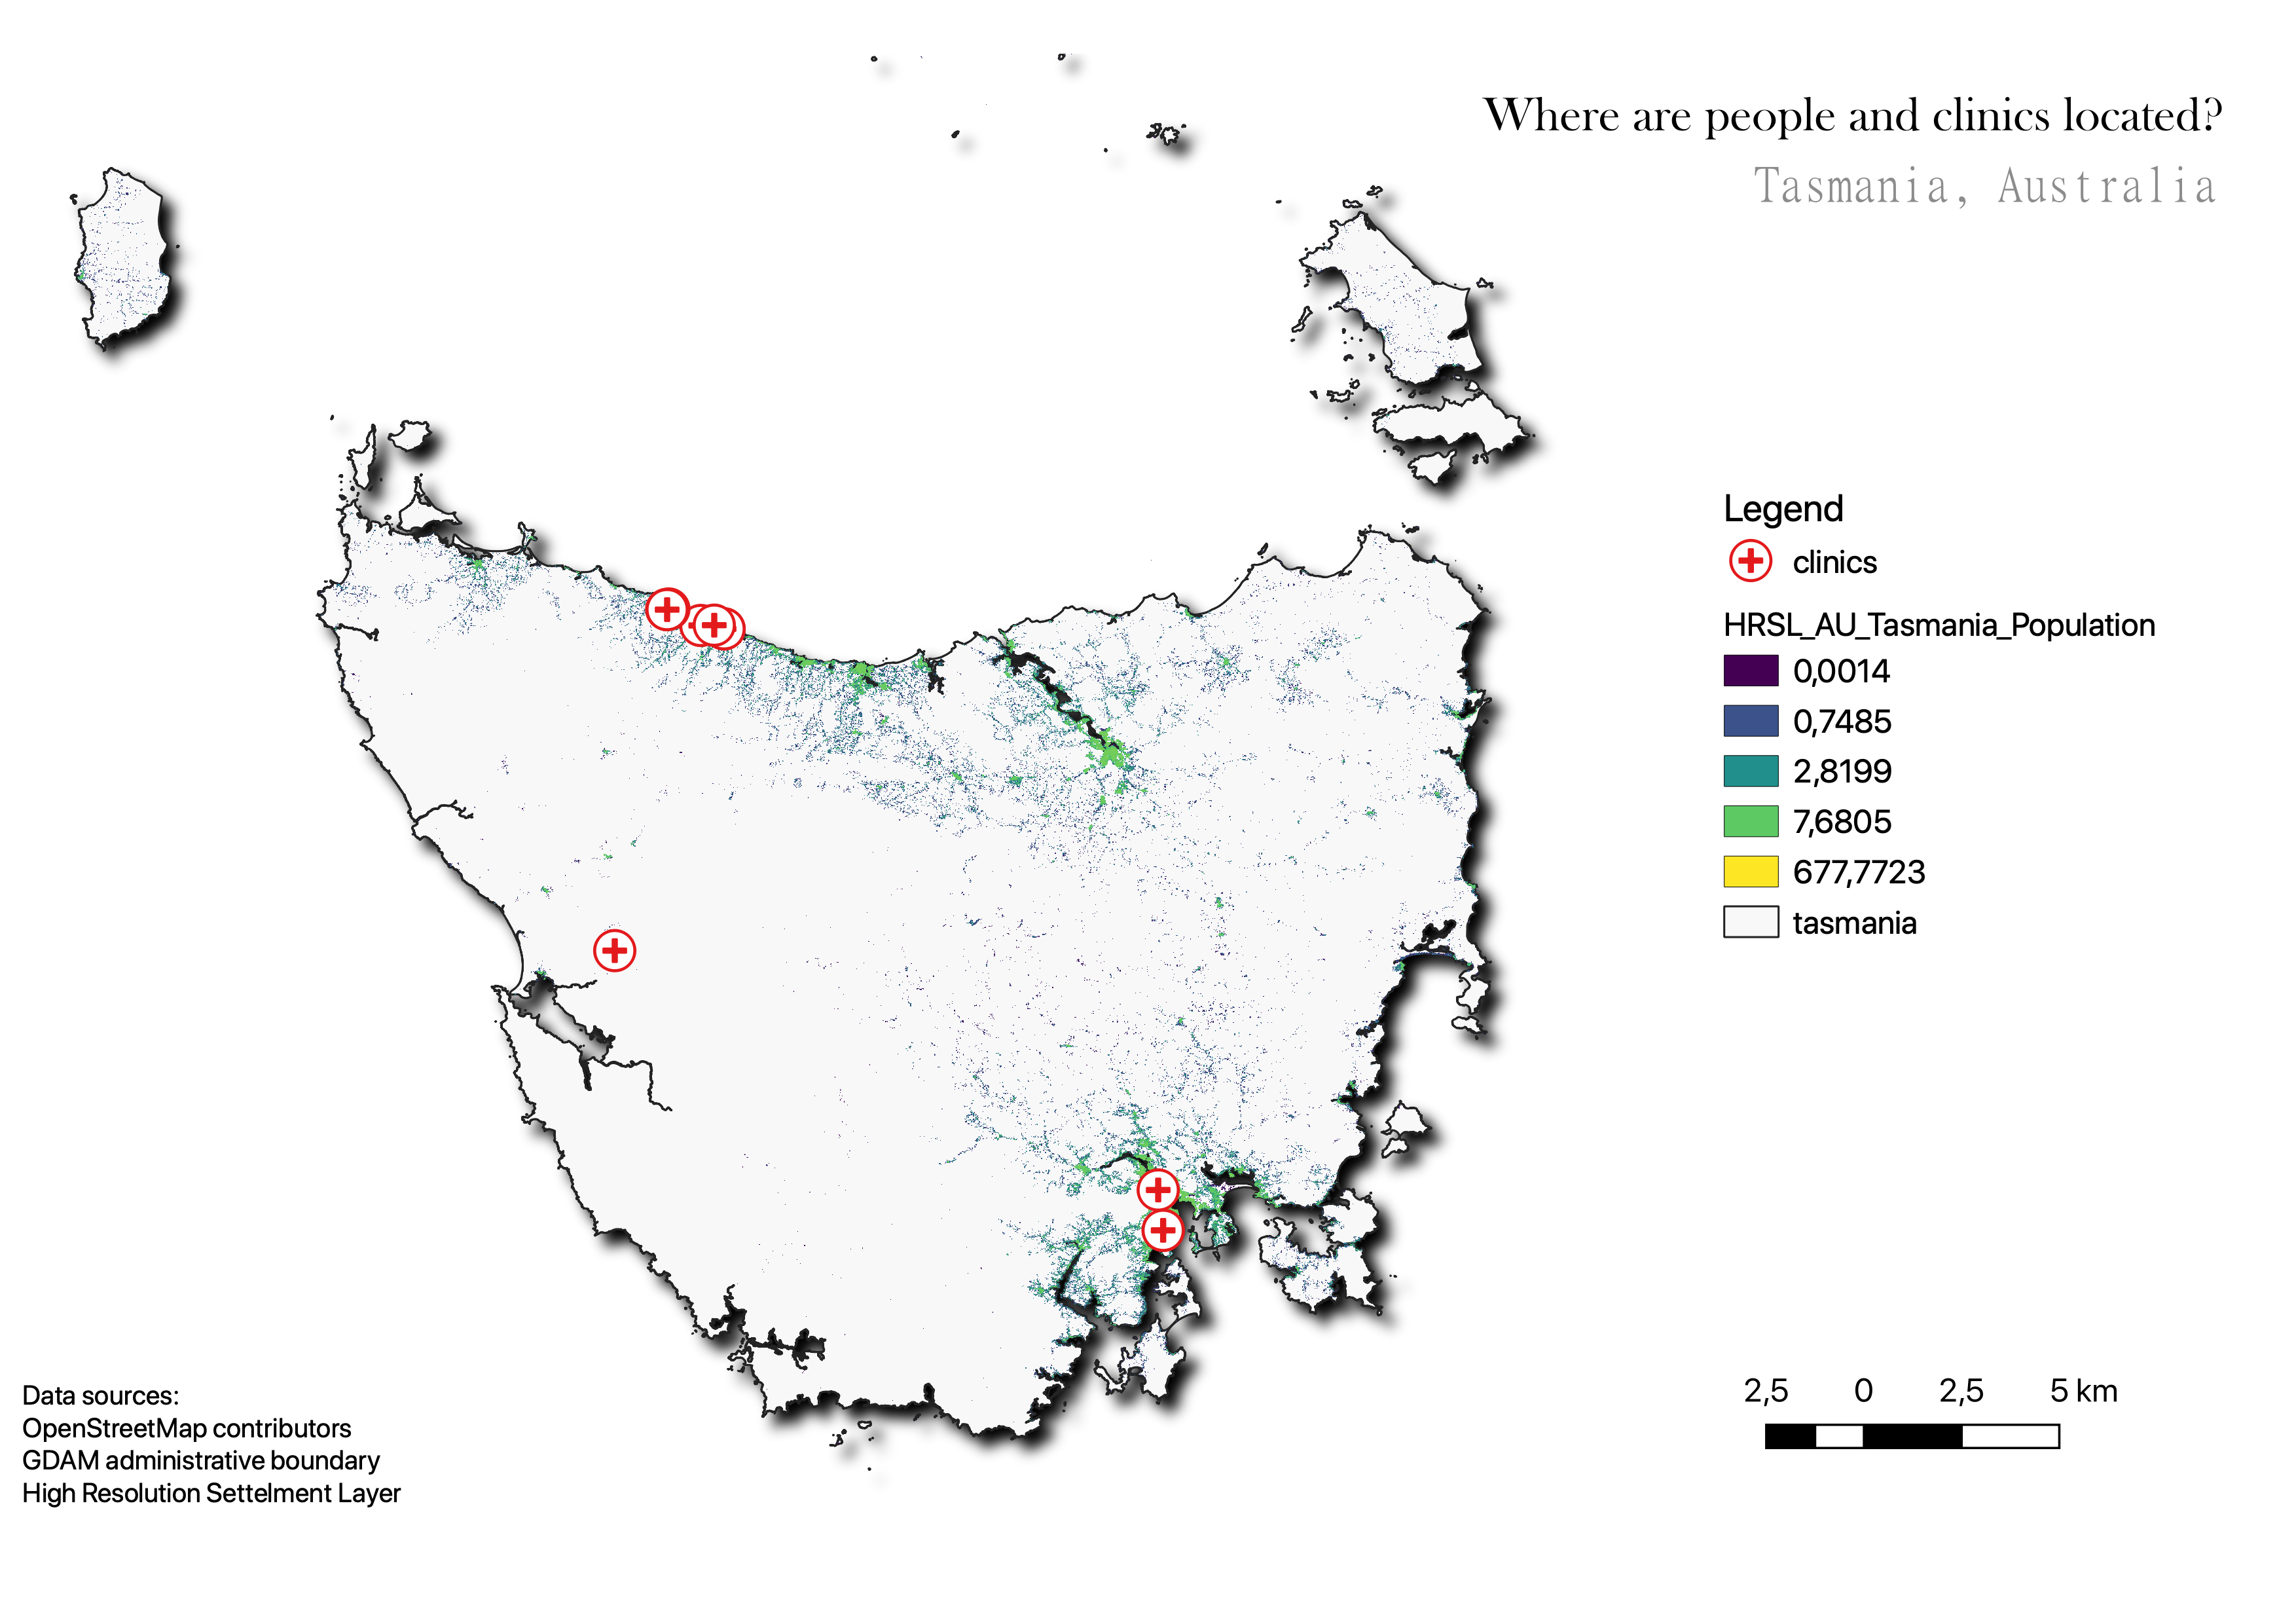 Where are people and clinics located?
Tasmania, Australia
Legend
clinics
HRSL_AU_Tasmania_Population
0,0014
0,7485
2,8199
7,6805
677,7723
tasmania
2,5 0 2,5 5 km
Data sources:
OpenStreetMap contributors
GDAM administrative boundary
High Resolution Settelment Layer